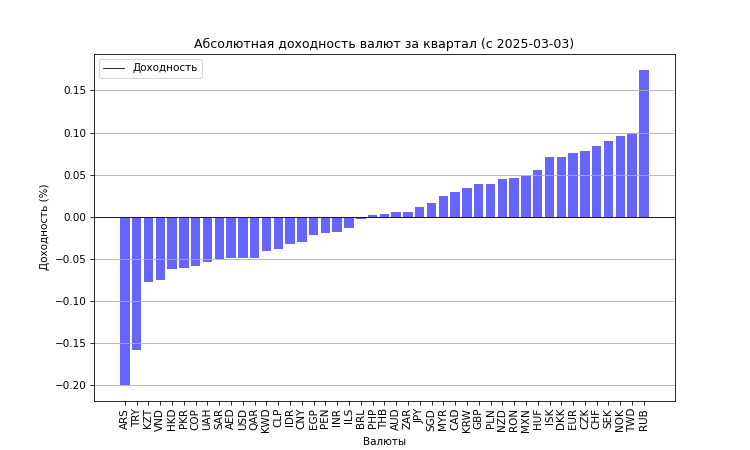 Абсолютная доходность валют за квартал (с 2025-03-03)
Доходность
Доходность (%)
0.15
0.10
0.05
0.00
−0.05
−0.10
−0.15
−0.20
ARS TRY KZT VND HKD PKR COP UAH SAR AED USD QAR KWD CLP IDR CNY EGP PEN INR ILS BRL PHP THB AUD ZAR JPY SGD MYR CAD KRW GBP PLN NZD RON MXN HUF ISK DKK EUR CZK CHF SEK NOK TWD RUB
Валюты